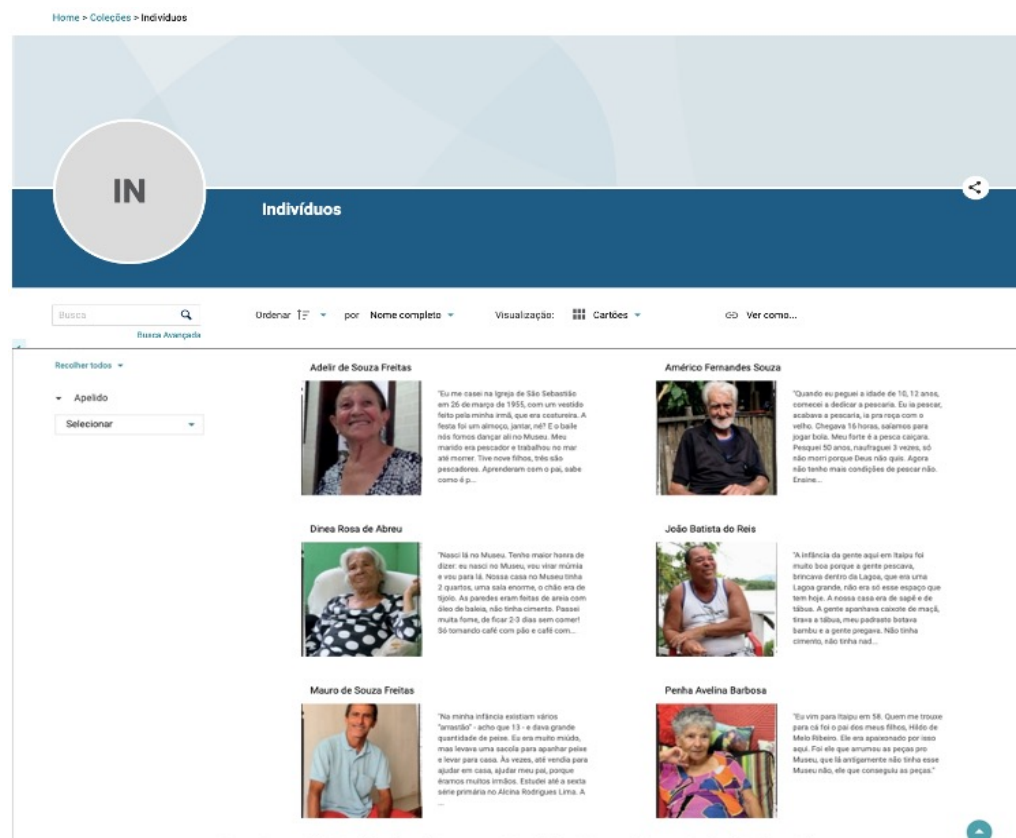 Home > Coleções > Indivíduos
IN
Indivíduos
Busca
Busca Avançada
Ordenar
por Nome completo
Visualização: Cartões
Ver como...
Recolher todos
Apelido
Selecionar
Adelir de Souza Freitas
"Eu me casei na Igreja de São Sebastião
em 26 de março de 1955, com um vestido
feito pela minha irmã, que era costureira. A
festa foi um almoço, jantar, né? E o baile
nós fomos dançar ali no Museu. Meu
marido era pescador e trabalhou no mar
até morrer. Tive nove filhos, três são
pescadores. Aprenderam com o pai, sabe
como é p...
Américo Fernandes Souza
"Quando eu peguei a idade de 10, 12 anos,
comecei a dedicar a pescaria. Eu ia pescar,
acabava a pescaria, ia pra roça com o
velho. Chegava 16 horas, saíamos para
jogar bola. Meu forte é a pesca caiçara.
Pesquei 50 anos, naufraguei 3 vezes, só
não morri porque Deus não quis. Agora
não tenho mais condições de pescar não.
Ensine...
Dinea Rosa de Abreu
"Nasci lá no Museu. Tenho maior honra de
dizer: eu nasci no Museu, vou virar múmia
e vou para lá. Nossa casa no Museu tinha
2 quartos, uma sala enorme, o chão era de
tijolo. As paredes eram feitas de areia com
óleo de baleia, não tinha cimento. Passei
muita fome, de ficar 2-3 dias sem comer!
Só tomando café com pão e café com...
João Batista do Reis
"A infância da gente aqui em Itaipu foi
muito boa porque a gente pescava,
brincava dentro da Lagoa, que era uma
Lagoa grande, não era só esse espaço que
tem hoje. A nossa casa era de sapê e de
tábua. A gente apanhava caixote de maçã,
tirava a tábua, meu padrasto botava
bambu e a gente pregava. Não tinha
cimento, não tinha nad...
Mauro de Souza Freitas
"Na minha infância existiam vários
"arrastão" - acho que 13 - e dava grande
quantidade de peixe. Eu era muito miúdo,
mas levava uma sacola para apanhar peixe
e levar para casa. Às vezes, até vendia para
ajudar em casa, ajudar meu pai, porque
éramos muitos irmãos. Estudei até a sexta
série primária no Alcina Rodrigues Lima. A
...
Penha Avelina Barbosa
"Eu vim para Itaipu em 58. Quem me trouxe
para cá foi o pai dos meus filhos, Hildo de
Melo Ribeiro. Ele era apaixonado por isso
aqui. Foi ele que arrumou as peças pro
Museu, que lá antigamente não tinha esse
Museu não, ele que conseguiu as peças."